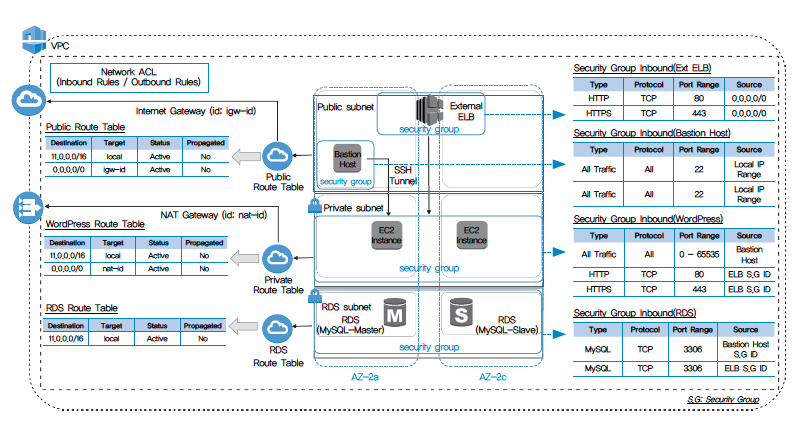 VPC
Network ACL
(Inbound Rules / Outbound Rules)
Internet Gateway (id: igw-id)
Public Route Table
Destination Target Status Propagated
11,0,0,0/16 local Active No
0,0,0,0/0 igw-id Active No
Public
Route Table
NAT Gateway (id: nat-id)
WordPress Route Table
Destination Target Status Propagated
11,0,0,0/16 local Active No
0,0,0,0/0 nat-id Active No
Private
Route Table
RDS Route Table
Destination Target Status Propagated
11,0,0,0/16 local Active No
RDS
Route Table
Public subnet
External
ELB
security group
Bastion
Host
security group
SSH
Tunnel
Private subnet
EC2
Instance
EC2
Instance
security group
RDS subnet
RDS
(MySQL-Master)
M
S
RDS
(MySQL-Slave)
security group
AZ-2a
AZ-2c
Security Group Inbound(Ext ELB)
Type Protocol Port Range Source
HTTP TCP 80 0,0,0,0/0
HTTPS TCP 443 0,0,0,0/0
Security Group Inbound(Bastion Host)
Type Protocol Port Range Source
All Traffic All 22 Local IP
Range
All Traffic All 22 Local IP
Range
Security Group Inbound(WordPress)
Type Protocol Port Range Source
All Traffic All 0 - 65535 Bastion
Host
HTTP TCP 80 ELB S,G ID
HTTPS TCP 443 ELB S,G ID
Security Group Inbound(RDS)
Type Protocol Port Range Source
MySQL TCP 3306 Bastion Host
S,G ID
MySQL TCP 3306 ELB S,G ID
S,G: Security Group